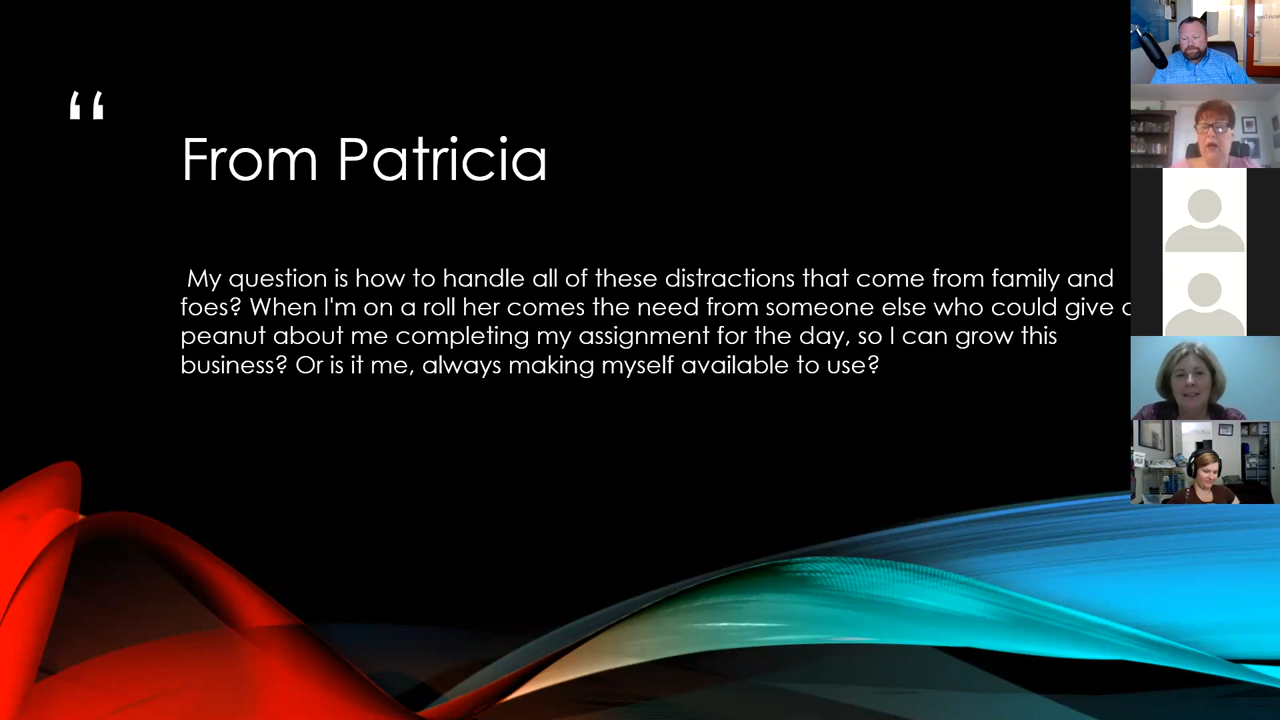 “
From Patricia
My question is how to handle all of these distractions that come from family and
foes? When I'm on a roll her comes the need from someone else who could give
peanut about me completing my assignment for the day, so I can grow this
business? Or is it me, always making myself available to use?